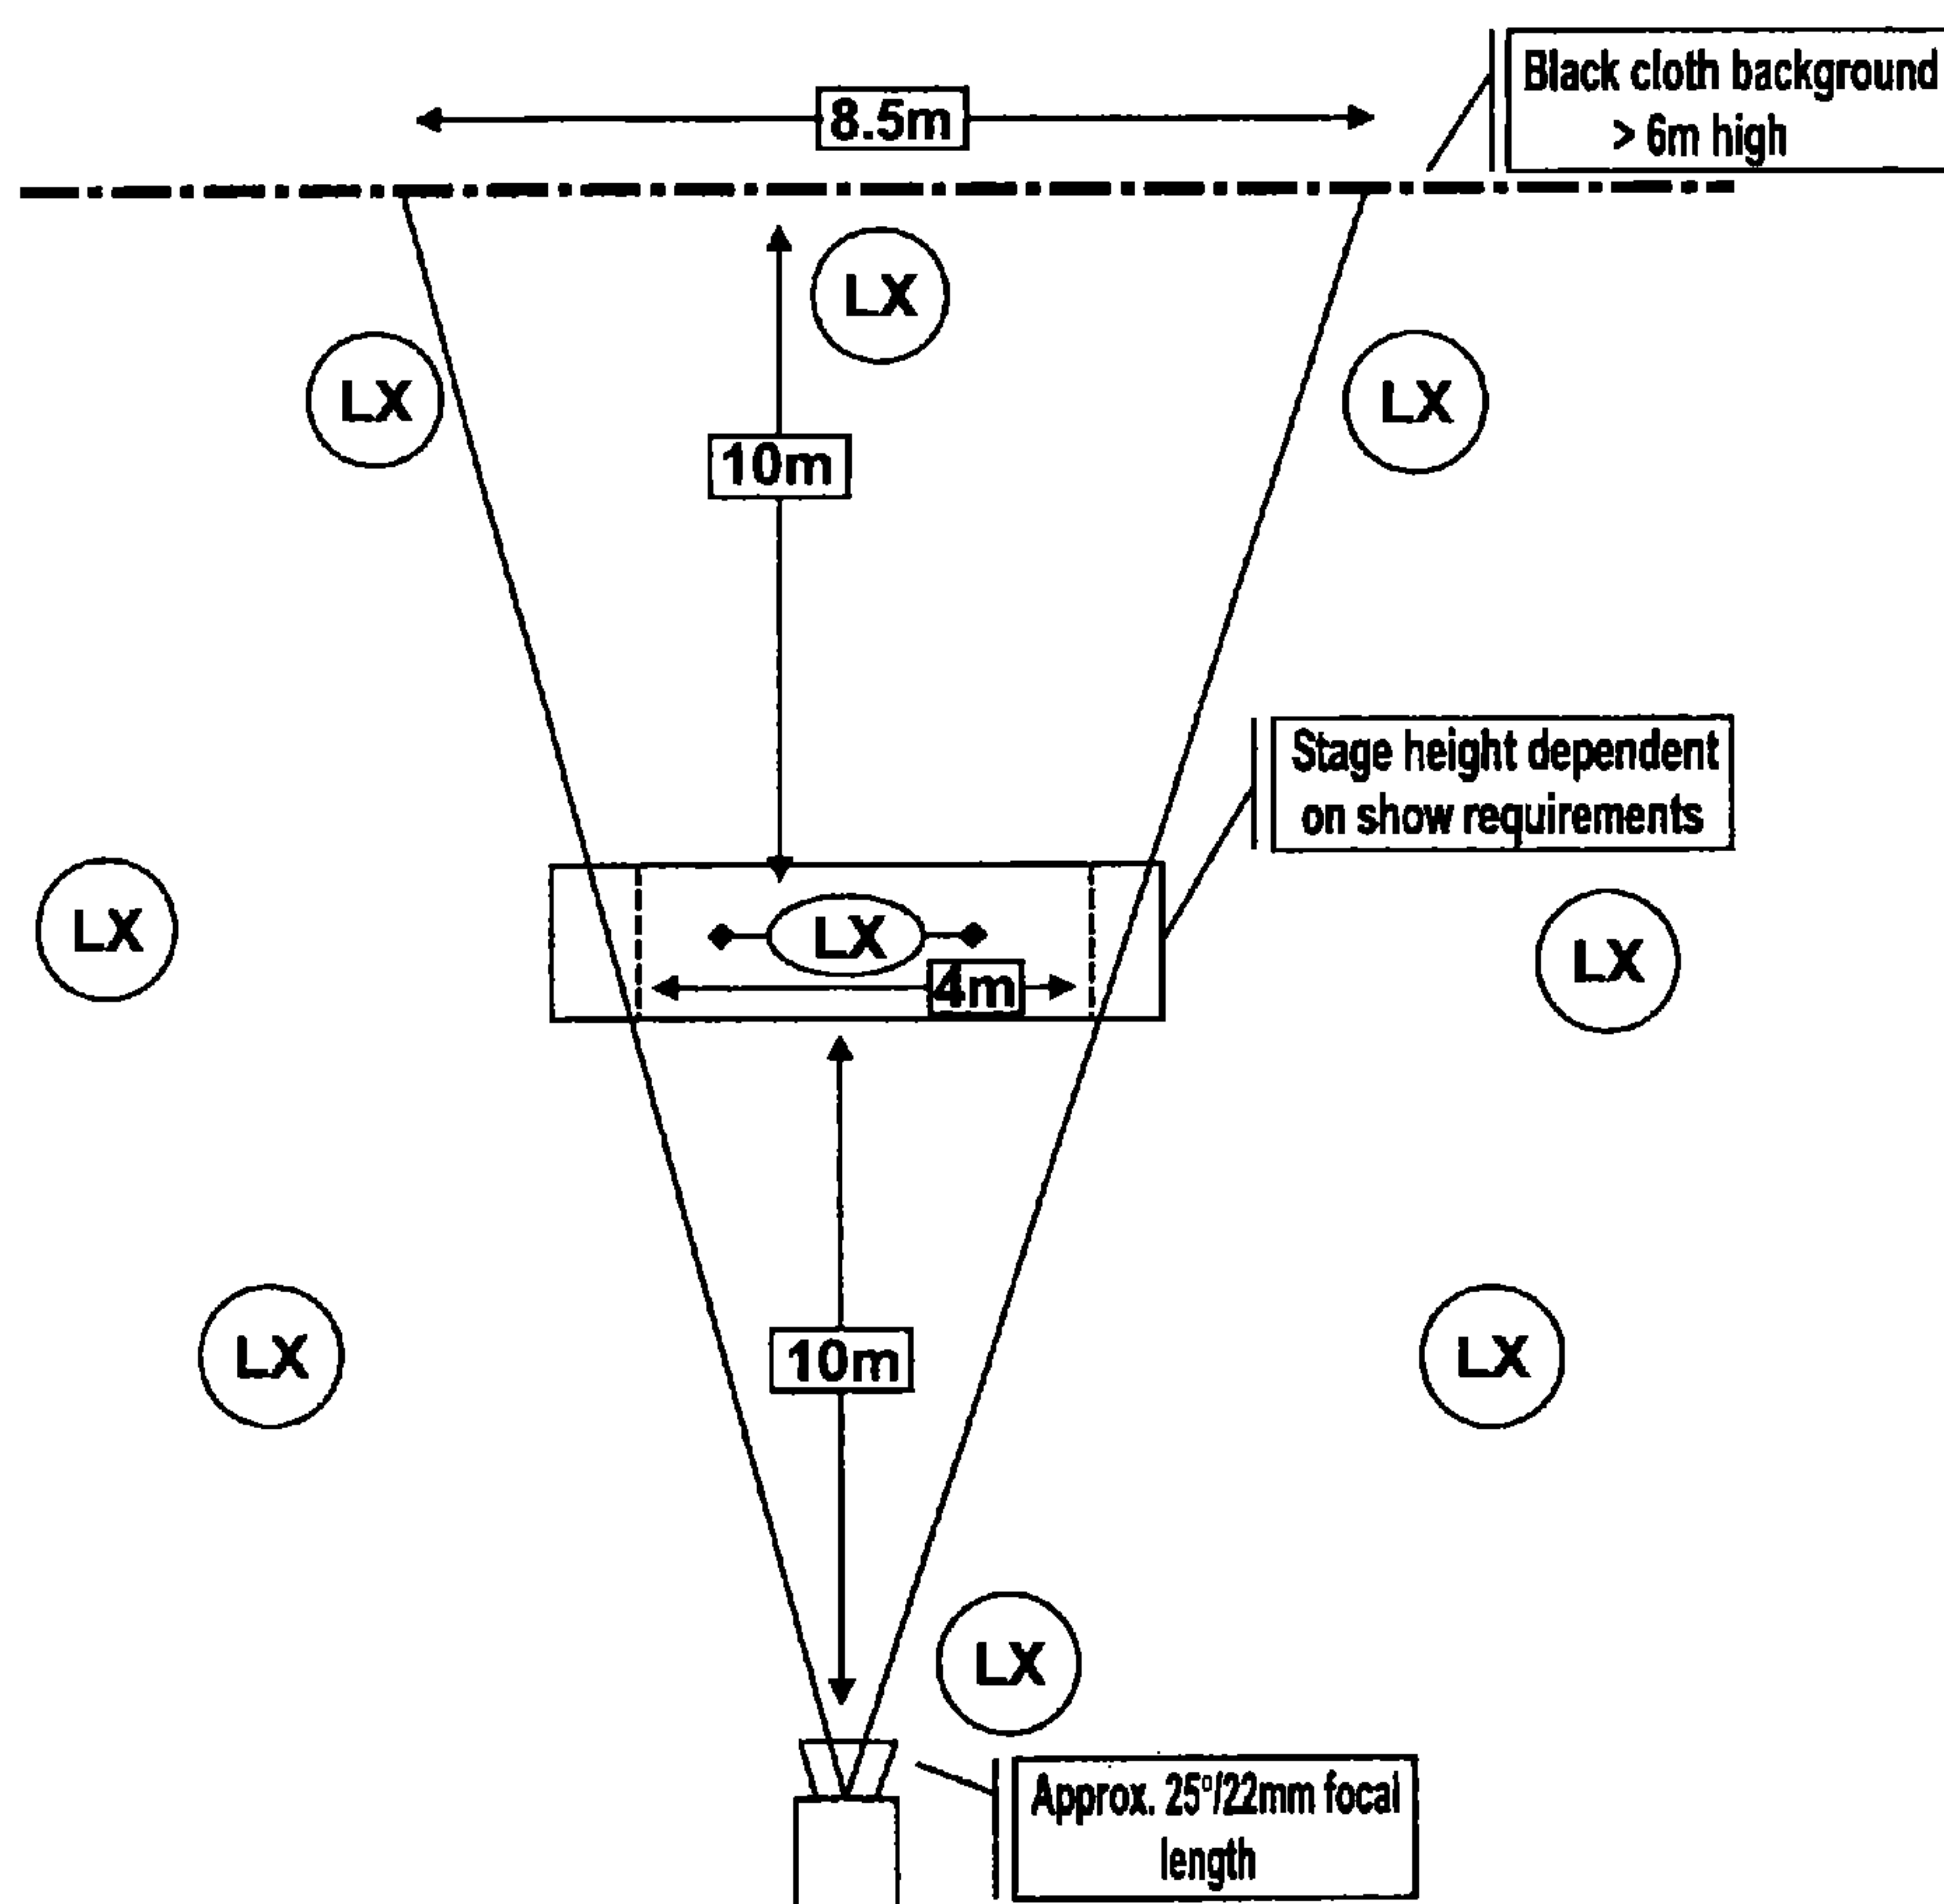 Black cloth background
> 6m high
8.5m
LX
LX
LX
10m
Stage height dependent
on show requirements
LX
LX
LX
4m
LX
LX
10m
LX
Approx. 25º/22mm focal
length